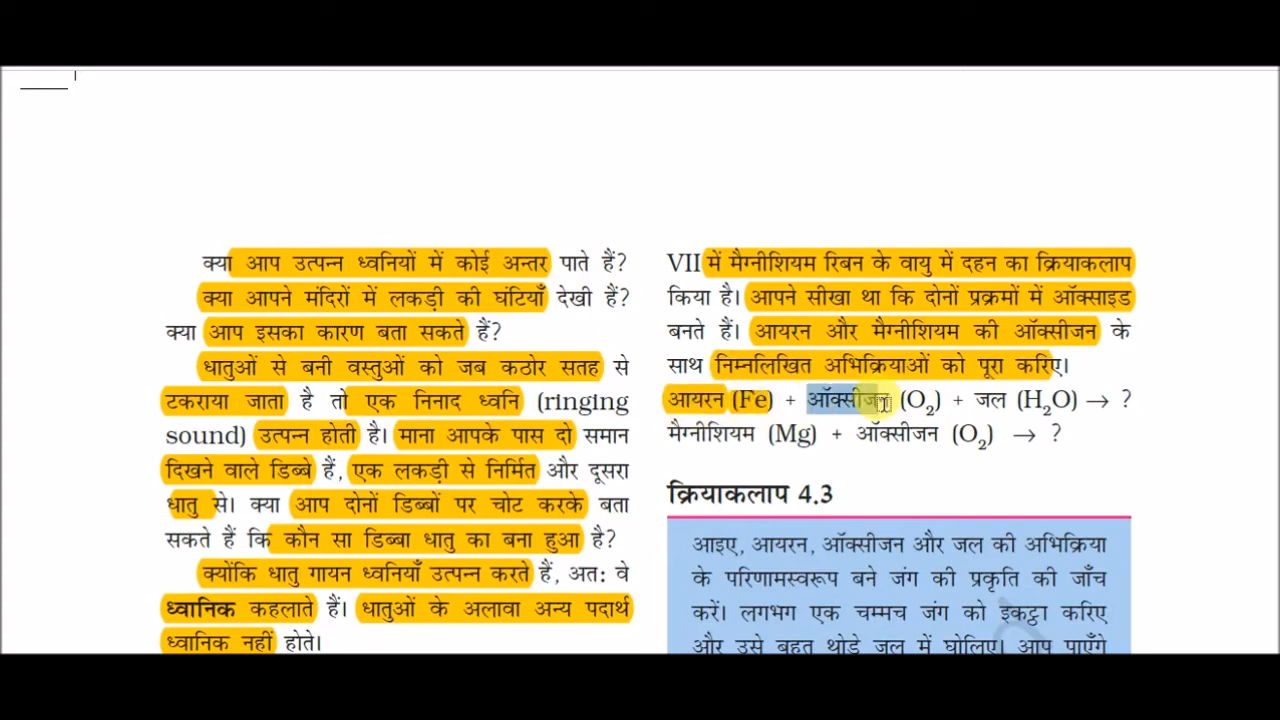 क्या आप उत्पन्न ध्वनियों में कोई अन्तर पाते हैं?
क्या आपने मंदिरों में लकड़ी की घंटियाँ देखी हैं?
क्या आप इसका कारण बता सकते हैं?
धातुओं से बनी वस्तुओं को जब कठोर सतह से
टकराया जाता है तो एक निनाद ध्वनि (ringing
sound) उत्पन्न होती है। माना आपके पास दो समान
दिखने वाले डिब्बे हैं, एक लकड़ी से निर्मित और दूसरा
धातु से। क्या आप दोनों डिब्बों पर चोट करके बता
सकते हैं कि कौन सा डिब्बा धातु का बना हुआ है?
क्योंकि धातु गायन ध्वनियाँ उत्पन्न करते हैं, अतः वे
ध्वानिक कहलाते हैं। धातुओं के अलावा अन्य पदार्थ
ध्वानिक नहीं होते।
VII में मैग्नीशियम रिबन के वायु में दहन का क्रियाकलाप
किया है। आपने सीखा था कि दोनों प्रक्रमों में ऑक्साइड
बनते हैं। आयरन और मैग्नीशियम की ऑक्सीजन के
साथ निम्नलिखित अभिक्रियाओं को पूरा करिए।
आयरन (Fe) + ऑक्सीजन (O₂) + जल (H₂O) → ?
मैग्नीशियम (Mg) + ऑक्सीजन (O₂) → ?
क्रियाकलाप 4.3
आइए, आयरन, ऑक्सीजन और जल की अभिक्रिया
के परिणामस्वरूप बने जंग की प्रकृति की जाँच
करें। लगभग एक चम्मच जंग को इकट्ठा करिए
और उसे बहुत थोड़े जल में घोलिए। आप पाएँगे